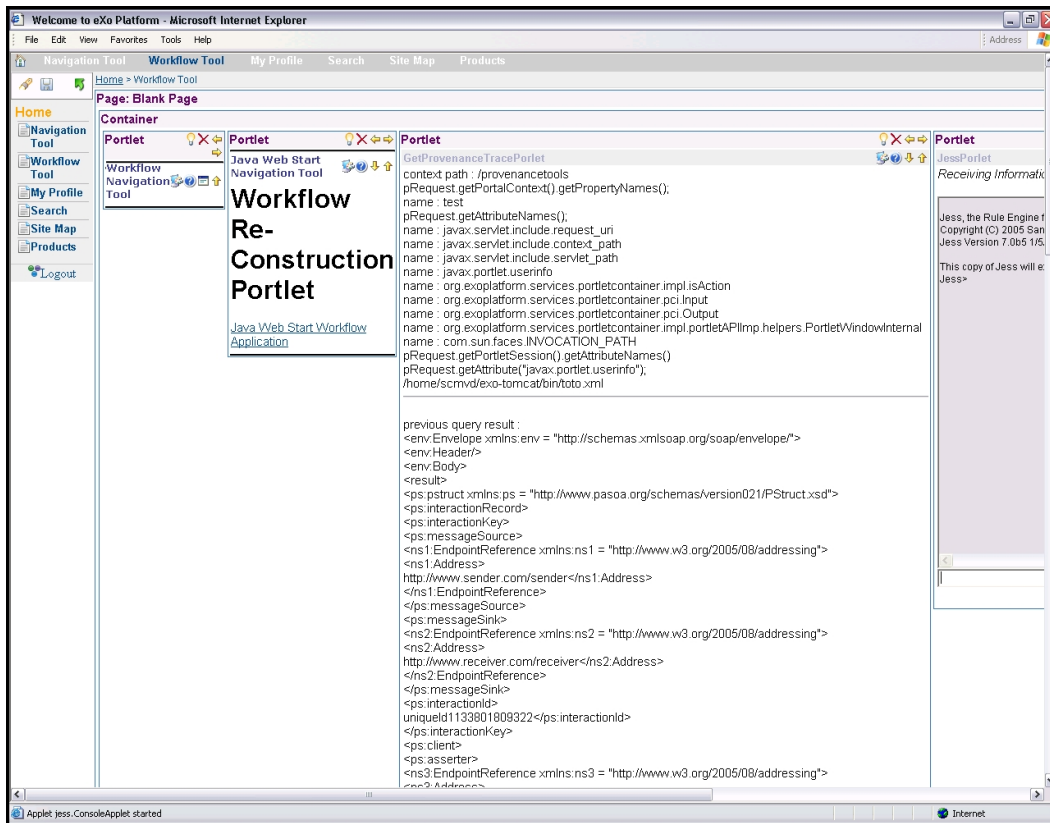 Welcome to eXo Platform - Microsoft Internet Explorer
File Edit View Favorites Tools Help
Address
Navigation Tool Workflow Tool My Profile Search Site Map Products
Home > Workflow Tool
Page: Blank Page
Container
Home
Navigation
Tool
Workflow
Tool
My Profile
Search
Site Map
Products
Logout
Portlet
Workflow
Navigation
Tool
Portlet
Java Web Start
Navigation Tool
Workflow
Re-
Construction
Portlet
Java Web Start Workflow
Application
Portlet
GetProvenanceTracePorlet
context path : /provenancetools
pRequest.getPortalContext().getPropertyNames();
name : test
pRequest.getAttributeNames();
name : javax.servlet.include.request_uri
name : javax.servlet.include.context_path
name : javax.servlet.include.servlet_path
name : javax.portlet.userinfo
name : org.exoplatform.services.portletcontainer.impl.isAction
name : org.exoplatform.services.portletcontainer.pci.Input
name : org.exoplatform.services.portletcontainer.pci.Output
name : org.exoplatform.services.portletcontainer.impl.portletAPIImp.helpers.PortletWindowInternal
name : com.sun.faces.INVOCATION_PATH
pRequest.getPortletSession().getAttributeNames()
pRequest.getAttribute("javax.portlet.userinfo");
/home/scmvd/exo-tomcat/bin/toto.xml
previous query result :
<env:Envelope xmlns:env = "http://schemas.xmlsoap.org/soap/envelope/">
<env:Header/>
<env:Body>
<result>
<ps:pstruct xmlns:ps = "http://www.pasoa.org/schemas/version021/PStruct.xsd">
<ps:interactionRecord>
<ps:interactionKey>
<ps:messageSource>
<ns1:EndpointReference xmlns:ns1 = "http://www.w3.org/2005/08/addressing">
<ns1:Address>
http://www.sender.com/sender</ns1:Address>
</ns1:EndpointReference>
</ps:messageSource>
<ps:messageSink>
<ns2:EndpointReference xmlns:ns2 = "http://www.w3.org/2005/08/addressing">
<ns2:Address>
http://www.receiver.com/receiver</ns2:Address>
</ns2:EndpointReference>
</ps:messageSink>
<ps:interactionId>
uniqueId1133801809322</ps:interactionId>
</ps:interactionKey>
<ps:client>
<ps:asserter>
<ns3:EndpointReference xmlns:ns3 = "http://www.w3.org/2005/08/addressing">
<ns3:Address>
Portlet
JessPorlet
Receiving Informatic
Jess, the Rule Engine f
Copyright (C) 2005 San
Jess Version 7.0b5 1/5
This copy of Jess will e
Jess>
Applet jess.ConsoleApplet started
Internet